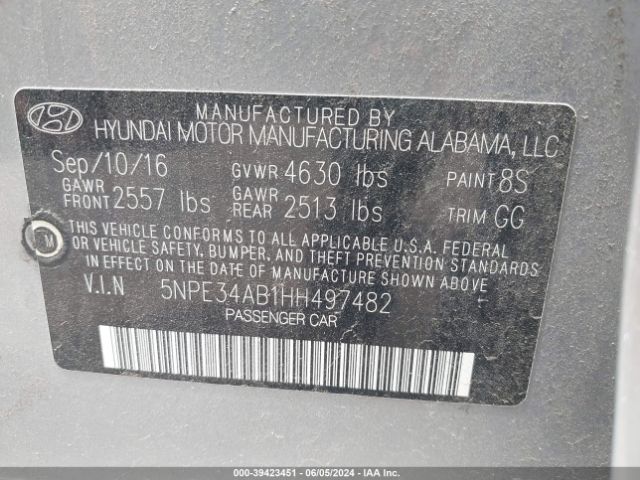 MANUFACTURED BY
HYUNDAI MOTOR MANUFACTURING ALABAMA, LLC
Sep/10/16 GVWR 4630 lbs PAINT 8S
GAWR FRONT 2557 lbs GAWR REAR 2513 lbs TRIM GG
THIS VEHICLE CONFORMS TO ALL APPLICABLE U.S.A. FEDERAL
OR VEHICLE SAFETY, BUMPER, AND THEFT PREVENTION STANDARDS
IN EFFECT ON THE DATE OF MANUFACTURE SHOWN ABOVE
M
V.I.N 5NPE34AB1HH497482
PASSENGER CAR
000-39423451 - 06/05/2024 - IAA Inc.